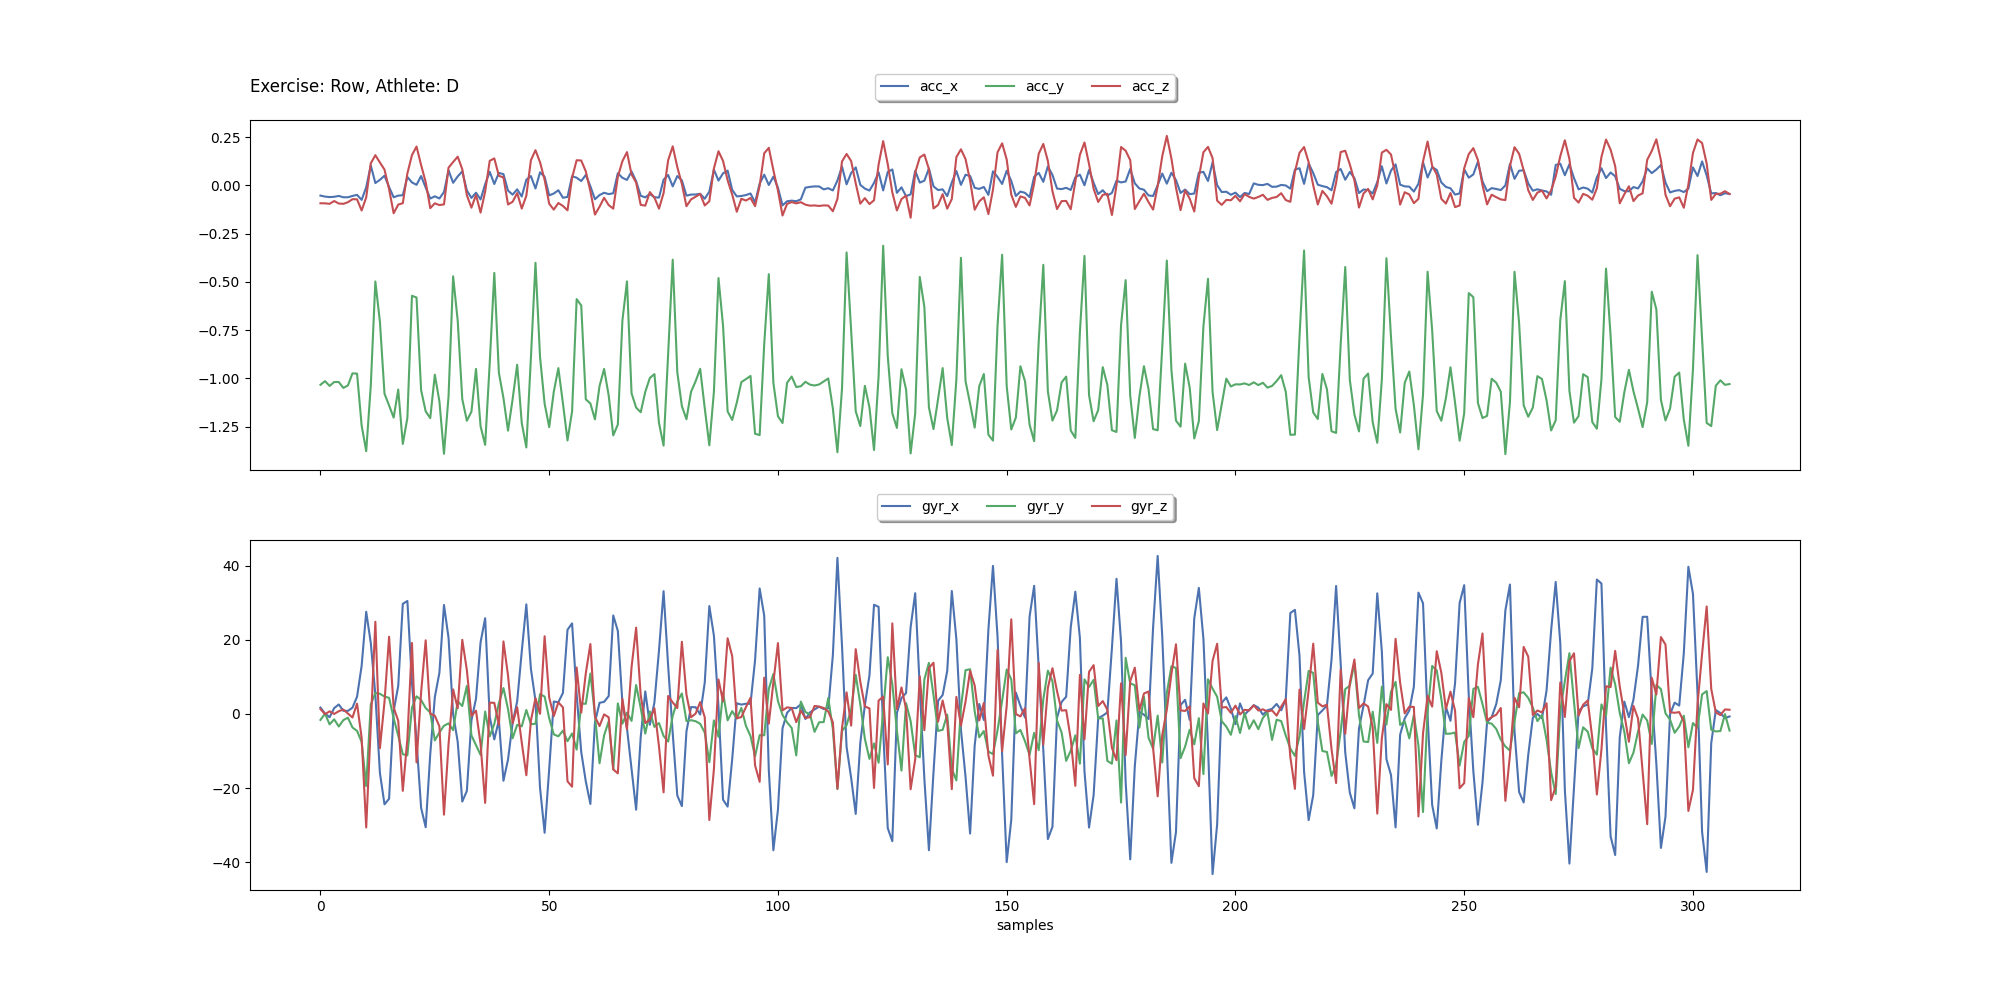 Exercise: Row, Athlete: D
acc_x acc_y acc_z
0.25
0.00
−0.25
−0.50
−0.75
−1.00
−1.25
gyr_x gyr_y gyr_z
40
20
0
−20
−40
0 50 100 150 200 250 300
samples